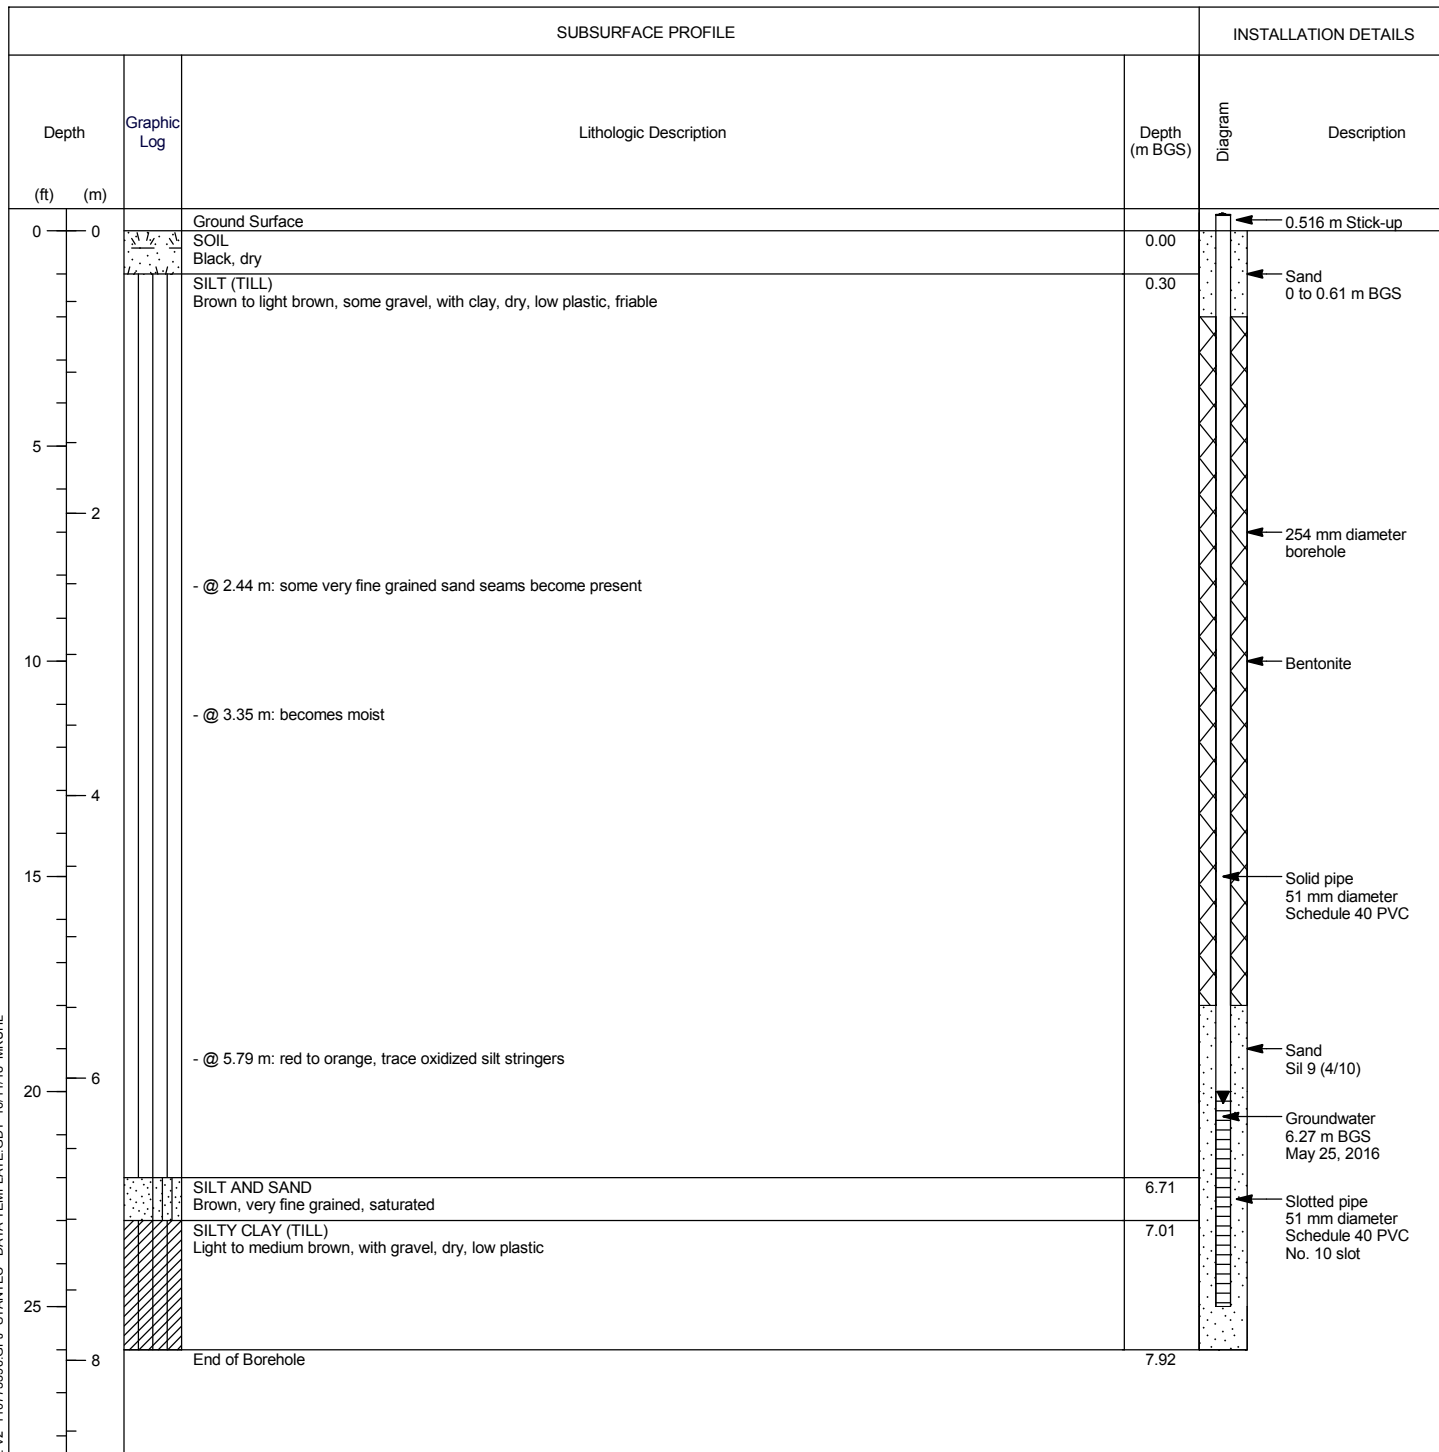 SUBSURFACE PROFILE
INSTALLATION DETAILS
Depth
Graphic
Log
Lithologic Description
Depth
(m BGS)
Diagram
Description
(ft) (m)
Ground Surface
0.516 m Stick-up
0 0
SOIL
0.00
Black, dry
SILT (TILL)
0.30
Brown to light brown, some gravel, with clay, dry, low plastic, friable
Sand
0 to 0.61 m BGS
5
2
254 mm diameter
borehole
- @ 2.44 m: some very fine grained sand seams become present
10
Bentonite
- @ 3.35 m: becomes moist
4
15
Solid pipe
51 mm diameter
Schedule 40 PVC
- @ 5.79 m: red to orange, trace oxidized silt stringers
Sand
Sil 9 (4/10)
6
20
Groundwater
6.27 m BGS
May 25, 2016
SILT AND SAND
6.71
Brown, very fine grained, saturated
Slotted pipe
51 mm diameter
Schedule 40 PVC
No. 10 slot
SILTY CLAY (TILL)
7.01
Light to medium brown, with gravel, dry, low plastic
25
8
End of Borehole
7.92